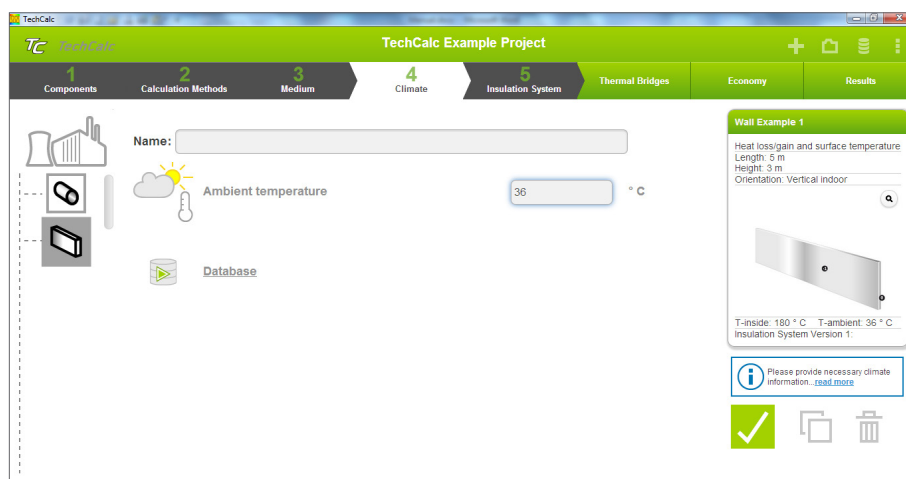 TechCalc
TC TechCalc
TechCalc Example Project
1
Components
2
Calculation Methods
3
Medium
4
Climate
5
Insulation System
Thermal Bridges
Economy
Results
Name:
Ambient temperature
36
° C
Database
Wall Example 1
Heat loss/gain and surface temperature
Length: 5 m
Height: 3 m
Orientation: Vertical indoor
T-inside: 180 ° C T-ambient: 36 ° C
Insulation System Version 1:
Please provide necessary climate
information...read more